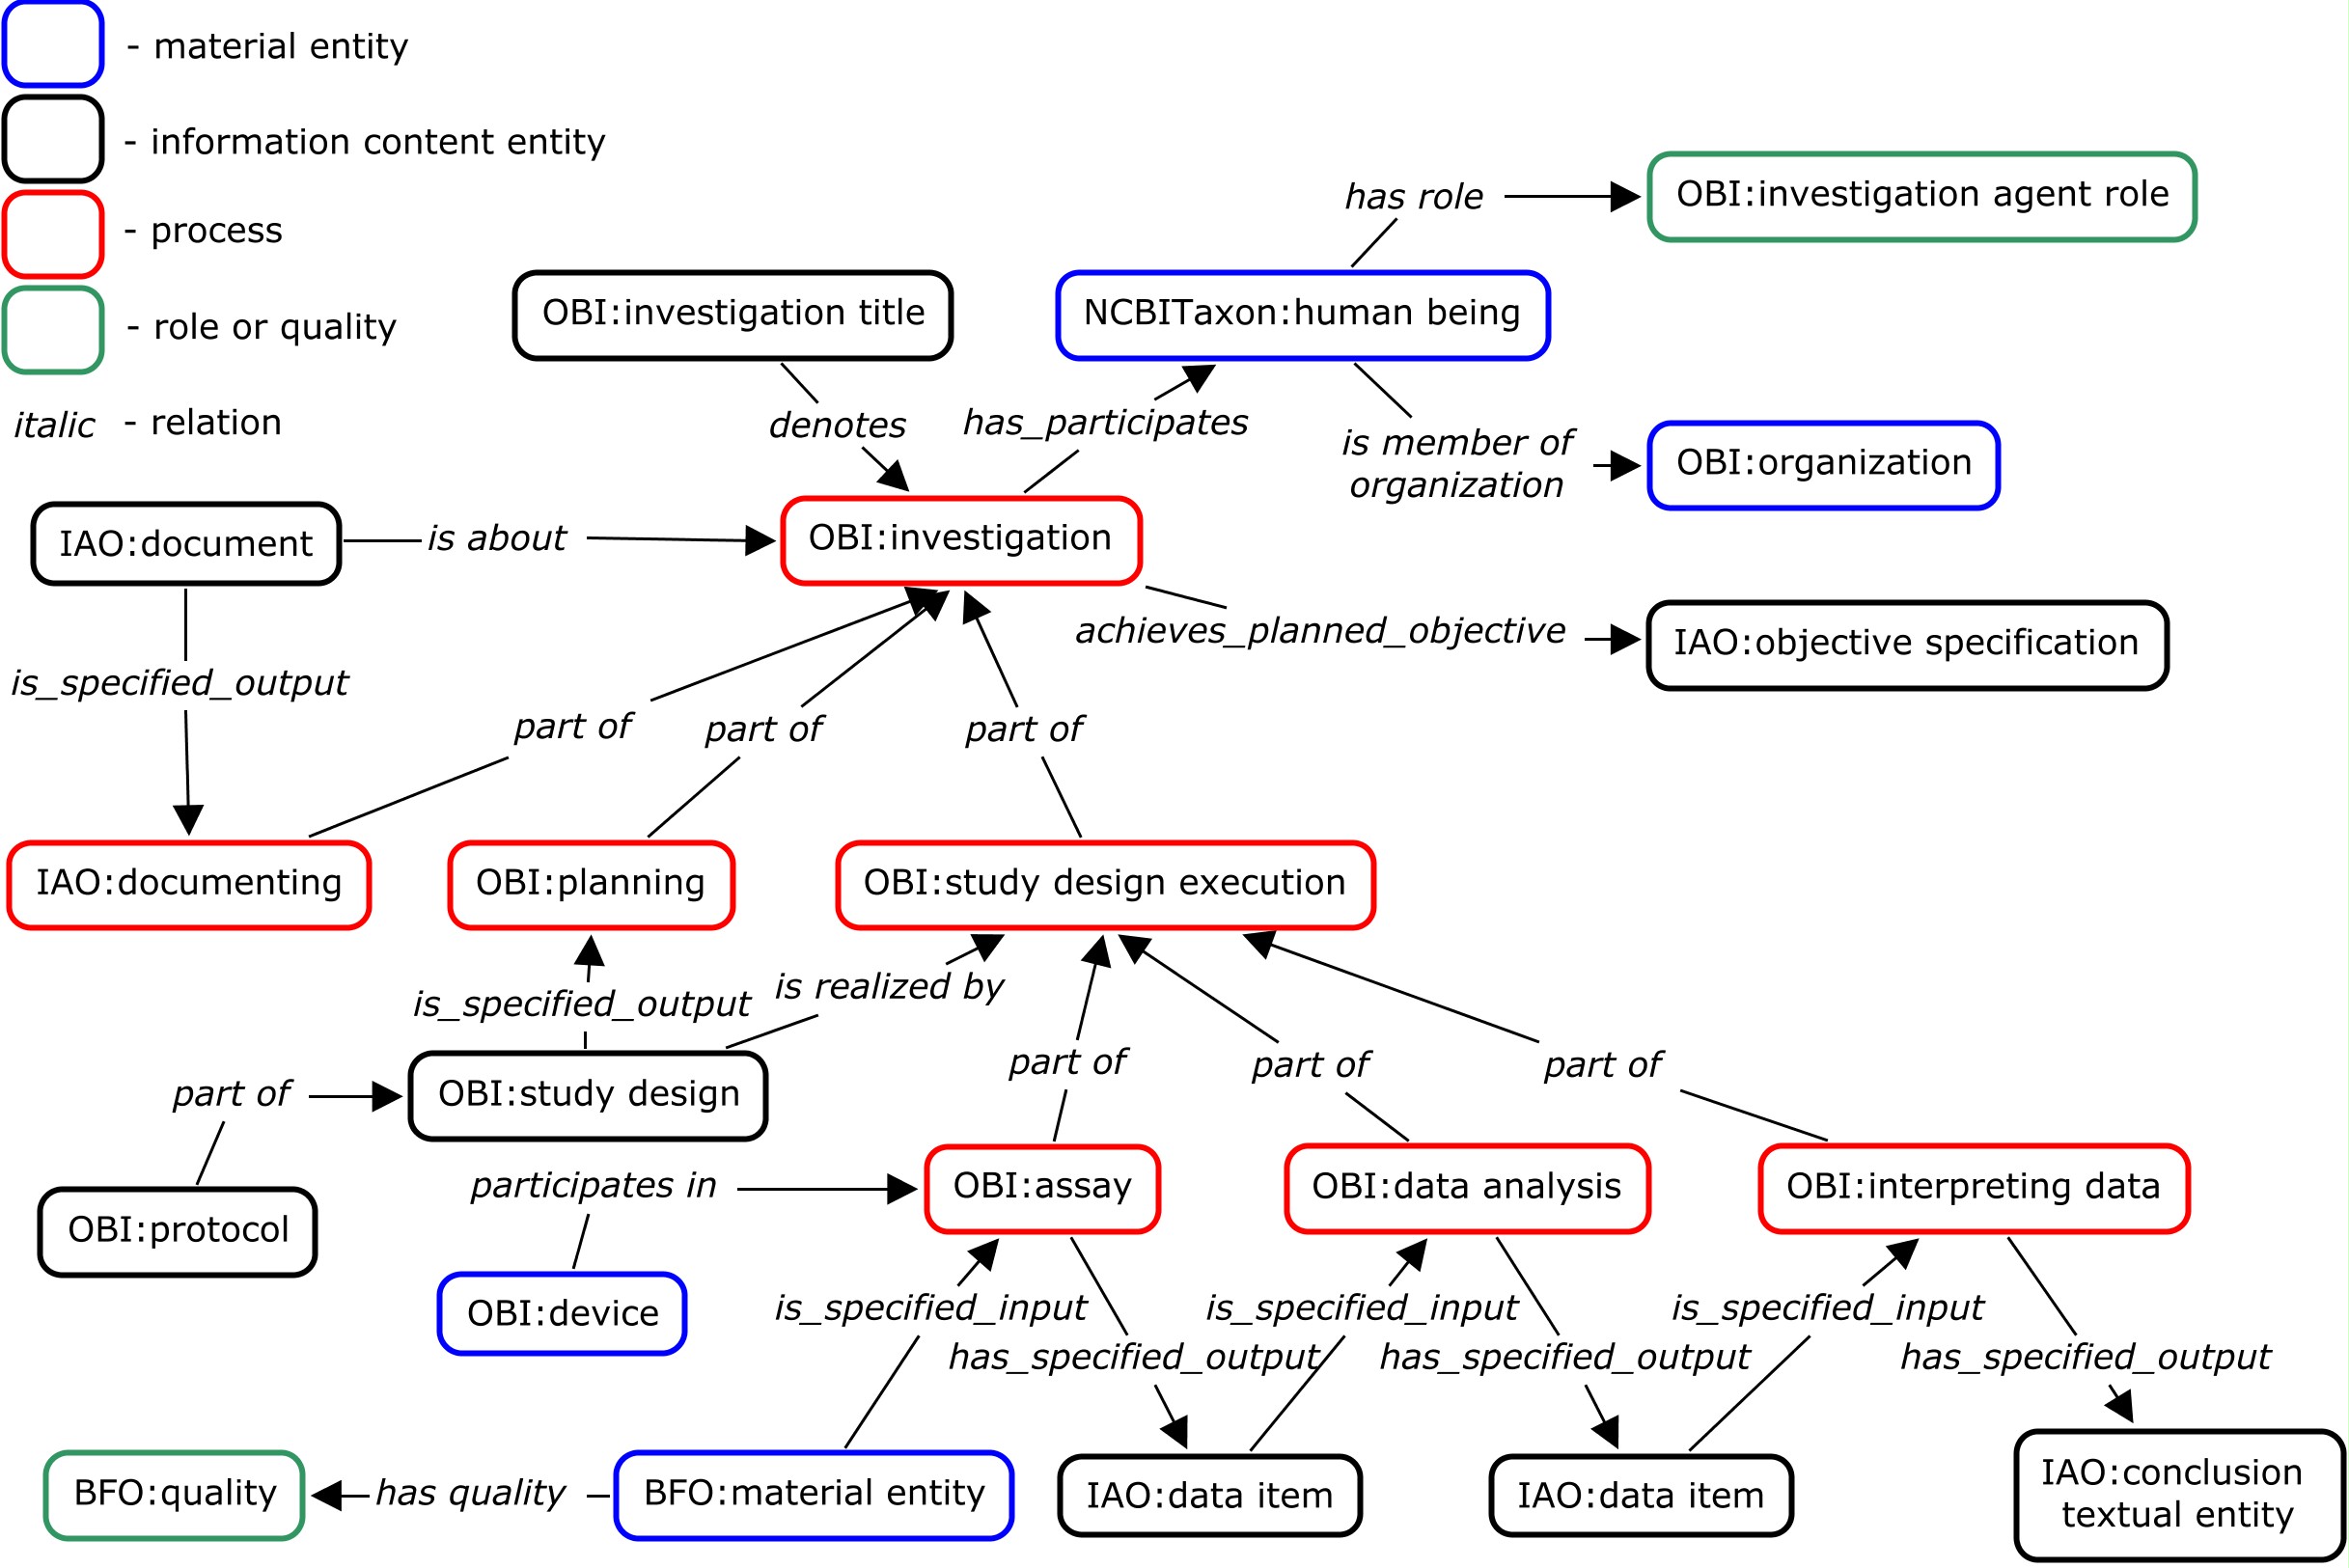 - material entity
- information content entity
- process
- role or quality
italic - relation
has role
OBI:investigation agent role
OBI:investigation title
NCBITaxon:human being
denotes
has_participates
is member of
organization
OBI:organization
IAO:document
is about
OBI:investigation
achieves_planned_objective
IAO:objective specification
is_specified_output
part of
part of
part of
IAO:documenting
OBI:planning
OBI:study design execution
is_specified_output
is realized by
part of
OBI:study design
part of
part of
part of
OBI:protocol
participates in
OBI:assay
OBI:data analysis
OBI:interpreting data
OBI:device
is_specified_input
is_specified_input
is_specified_input
has_specified_output
has_specified_output
has_specified_output
BFO:quality
has quality
BFO:material entity
IAO:data item
IAO:data item
IAO:conclusion
textual entity